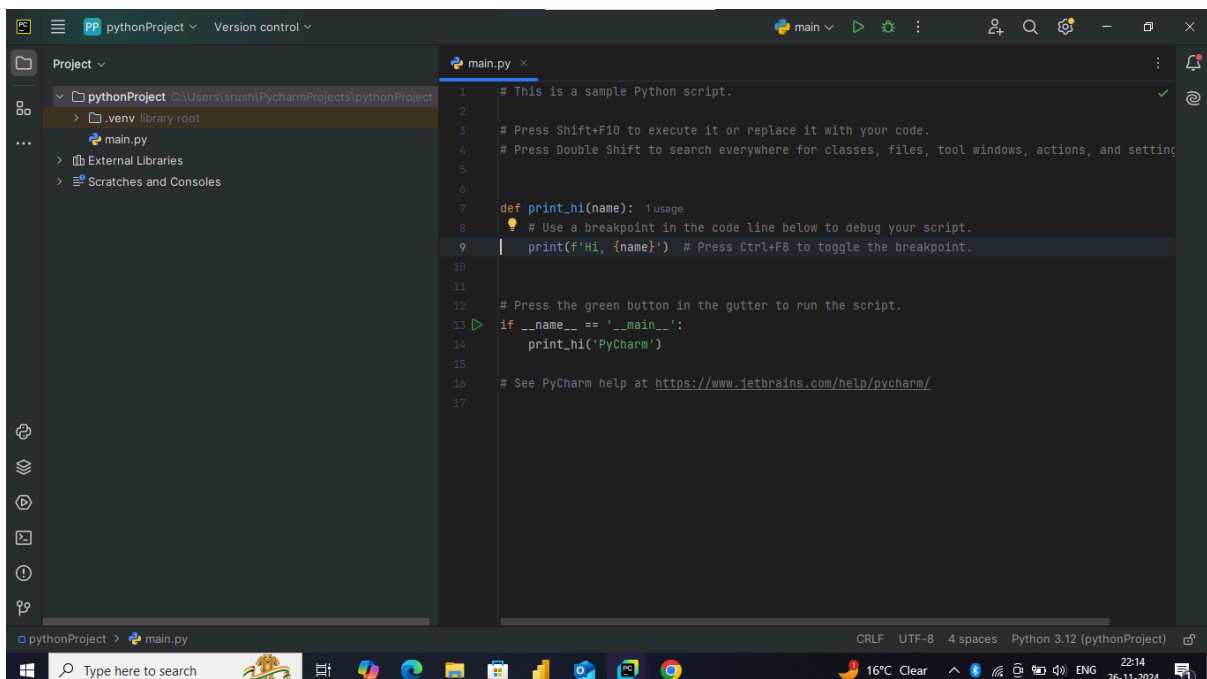 PC
PP pythonProject
Version control
main
Project
pythonProject C:\Users\srush\PycharmProjects\pythonProject
.venv library root
main.py
External Libraries
Scratches and Consoles
main.py
1 # This is a sample Python script.
2
3 # Press Shift+F10 to execute it or replace it with your code.
4 # Press Double Shift to search everywhere for classes, files, tool windows, actions, and setting
5
6
7 def print_hi(name): 1 usage
8 # Use a breakpoint in the code line below to debug your script.
9 print(f'Hi, {name}') # Press Ctrl+F8 to toggle the breakpoint.
10
11
12 # Press the green button in the gutter to run the script.
13 if __name__ == '__main__':
14 print_hi('PyCharm')
15
16 # See PyCharm help at https://www.jetbrains.com/help/pycharm/
17
pythonProject > main.py
CRLF UTF-8 4 spaces Python 3.12 (pythonProject)
Type here to search
PC
16°C Clear
ENG
22:14
26-11-2024
1